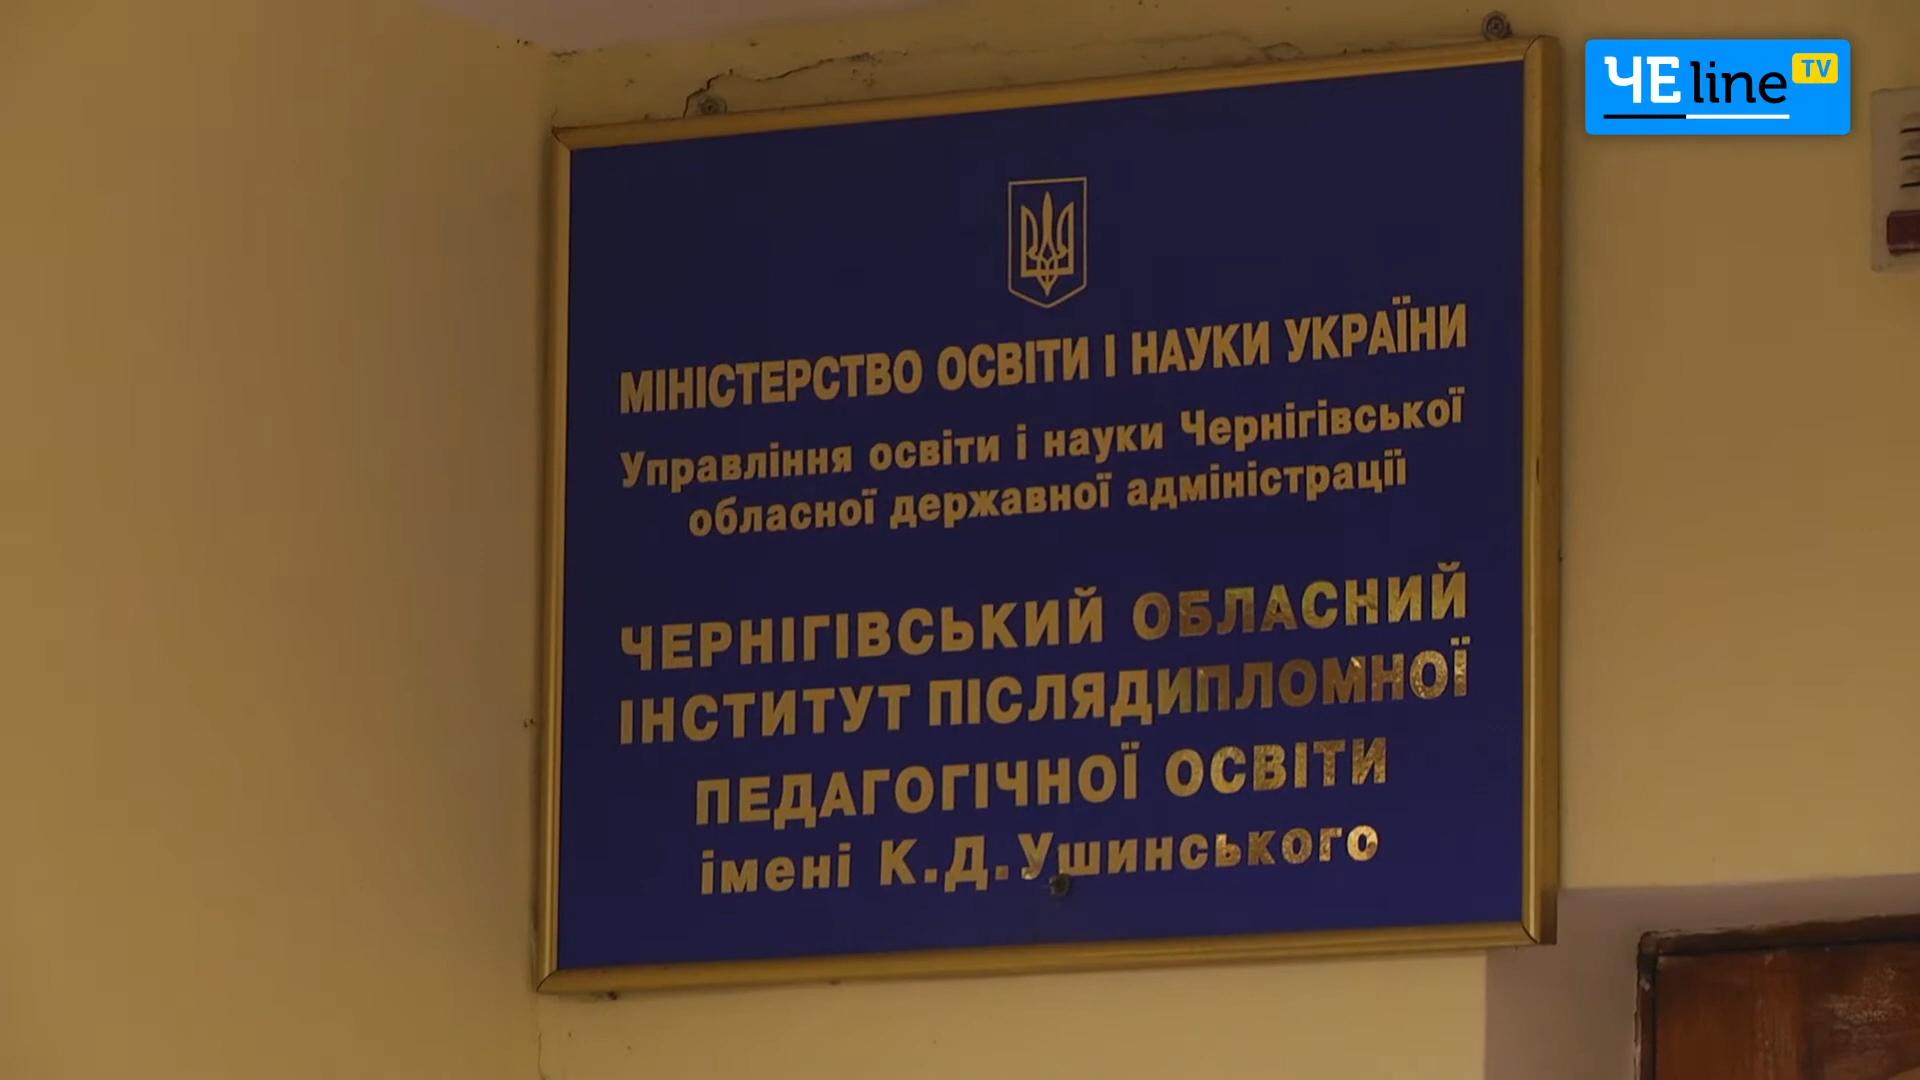 ЧЕline TV
МІНІСТЕРСТВО ОСВІТИ І НАУКИ УКРАЇНИ
Управління освіти і науки Чернігівської
обласної державної адміністрації
ЧЕРНІГІВСЬКИЙ ОБЛАСНИЙ
ІНСТИТУТ ПІСЛЯДИПЛОМНОЇ
ПЕДАГОГІЧНОЇ ОСВІТИ
імені К.Д.Ушинського